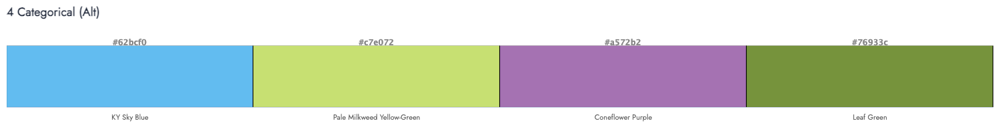 4 Categorical (Alt)
#62bcf0 #c7e072 #a572b2 #76933c
KY Sky Blue Pale Milkweed Yellow-Green Coneflower Purple Leaf Green